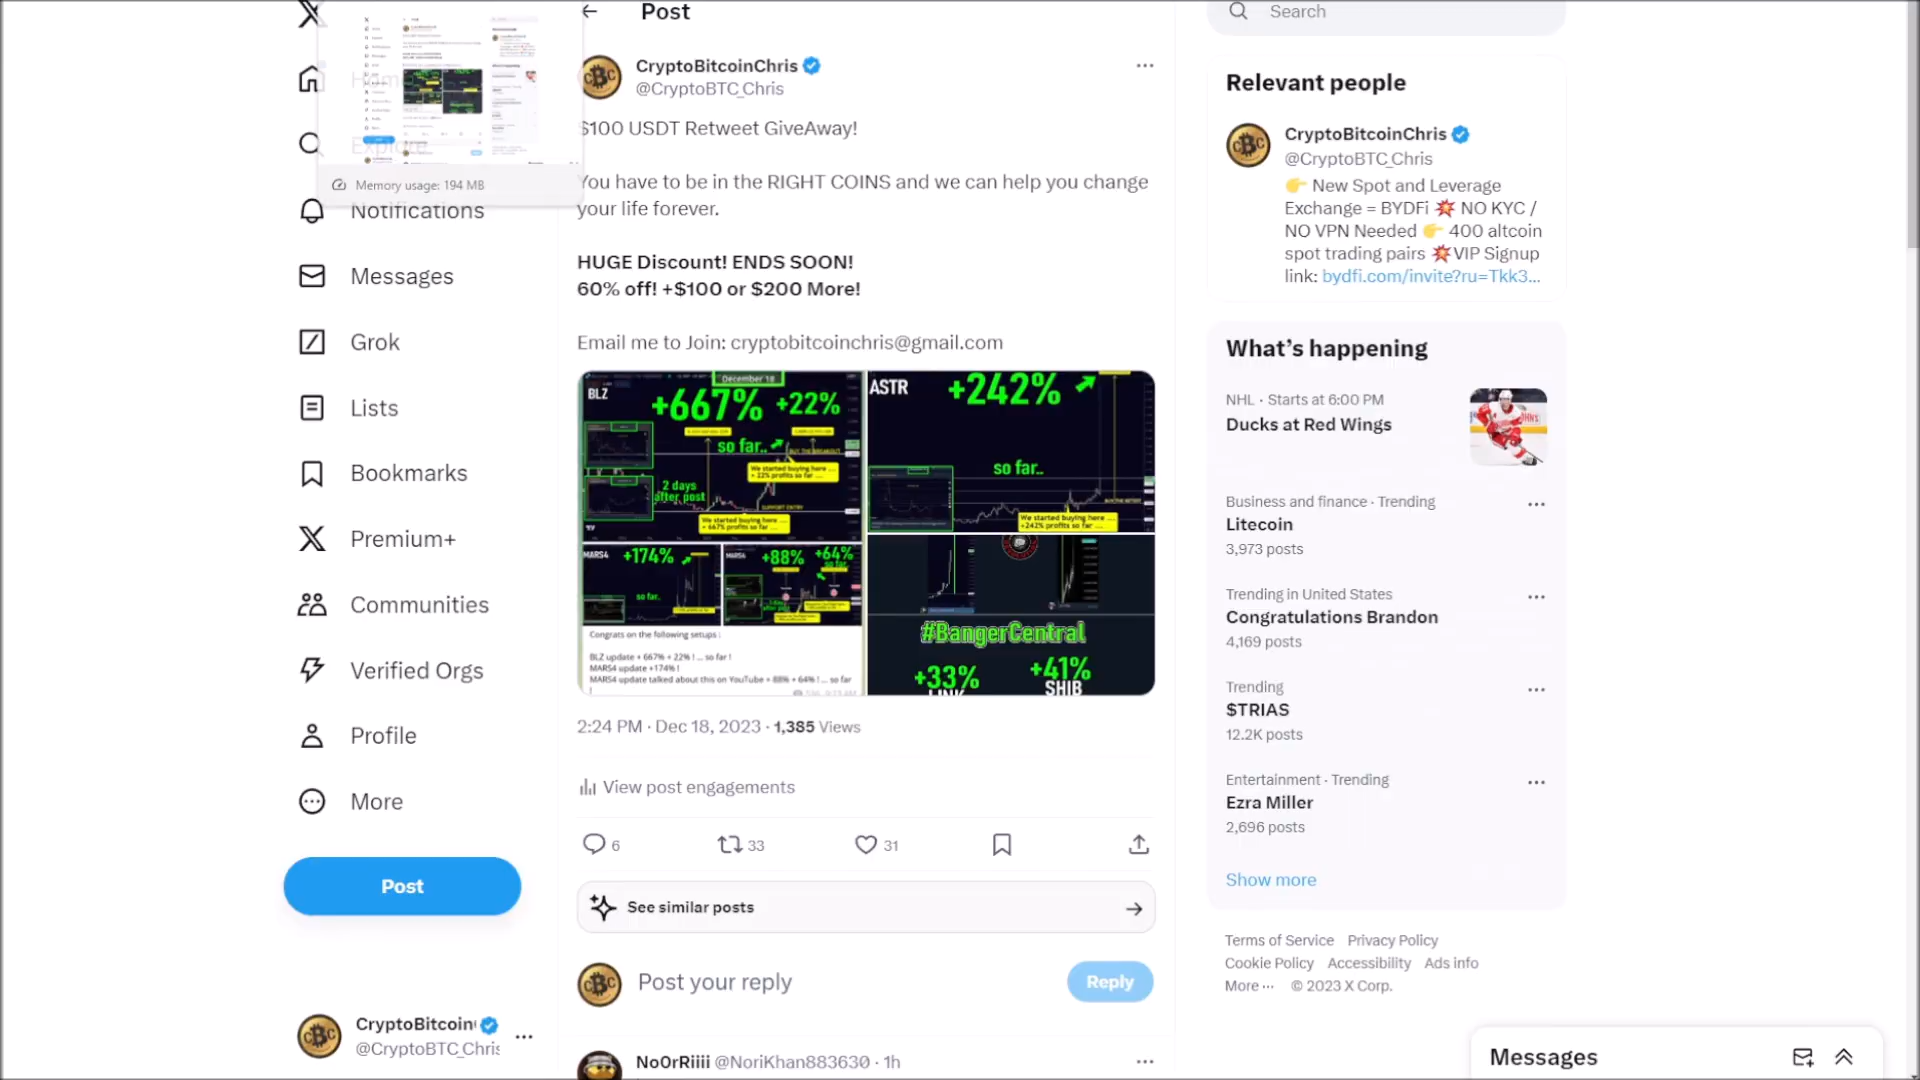 Post
Search
CryptoBitcoinChris
@CryptoBTC_Chris
$100 USDT Retweet GiveAway!
You have to be in the RIGHT COINS and we can help you change
your life forever.
HUGE Discount! ENDS SOON!
60% off! +$100 or $200 More!
Email me to Join: cryptobitcoinchris@gmail.com
Home
Explore
Memory usage: 194 MB
Notifications
Messages
Grok
Lists
Bookmarks
Premium+
Communities
Verified Orgs
Profile
More
Post
CryptoBitcoin
@CryptoBTC_Chris
December 18
BLZ
+667% +22%
so far..
BUY THE BREAKOUT
We started buying here ...
+ 22% profits so far ...
2 days
after post
SUPPORT ENTRY
We started buying here ...
+ 667% profits so far ...
ASTR
+242%
so far..
We started buying here ...
+242% profits so far ...
MARS4
+174%
so far..
MARS4
+88%
+64%
so far
Congrats on the following setups :
BLZ update + 667% + 22% ! ... so far !
MARS4 update +174% !
MARS4 update talked about this on YouTube + 88% + 64% ! ... so far
!
#BangerCentral
+33%
LINK
+41%
SHIB
2:24 PM · Dec 18, 2023 · 1,385 Views
View post engagements
6
33
31
See similar posts
Post your reply
Reply
No0rRiiii @NoriKhan883630 · 1h
Relevant people
CryptoBitcoinChris
@CryptoBTC_Chris
👉 New Spot and Leverage
Exchange = BYDFi 💥 NO KYC /
NO VPN Needed 👉 400 altcoin
spot trading pairs 💥VIP Signup
link: bydfi.com/invite?ru=Tkk3...
What's happening
NHL · Starts at 6:00 PM
Ducks at Red Wings
Business and finance · Trending
Litecoin
3,973 posts
Trending in United States
Congratulations Brandon
4,169 posts
Trending
$TRIAS
12.2K posts
Entertainment · Trending
Ezra Miller
2,696 posts
Show more
Terms of Service Privacy Policy
Cookie Policy Accessibility Ads info
More ··· © 2023 X Corp.
Messages